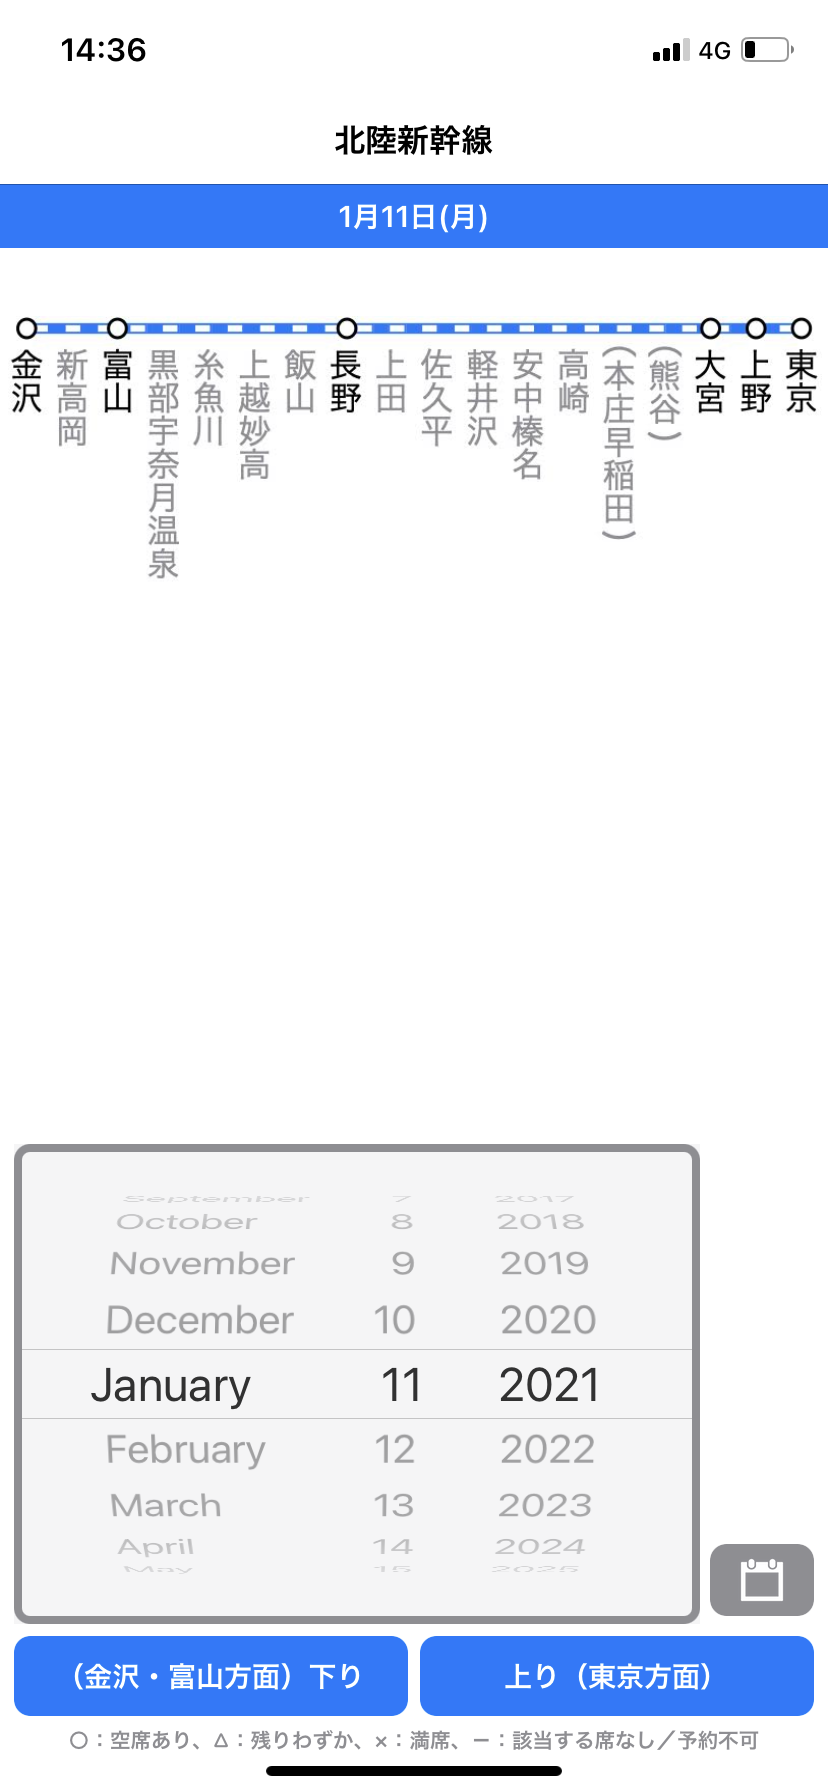 14:36
4G
北陸新幹線
1月11日(月)
金沢
新高岡
富山
黒部宇奈月温泉
糸魚川
上越妙高
飯山
長野
上田
佐久平
軽井沢
安中榛名
高崎
(本庄早稲田)
(熊谷)
大宮
上野
東京
September 7 2017
October 8 2018
November 9 2019
December 10 2020
January 11 2021
February 12 2022
March 13 2023
April 14 2024
May 15 2025
（金沢・富山方面）下り
上り（東京方面）
○：空席あり、△：残りわずか、×：満席、－：該当する席なし／予約不可